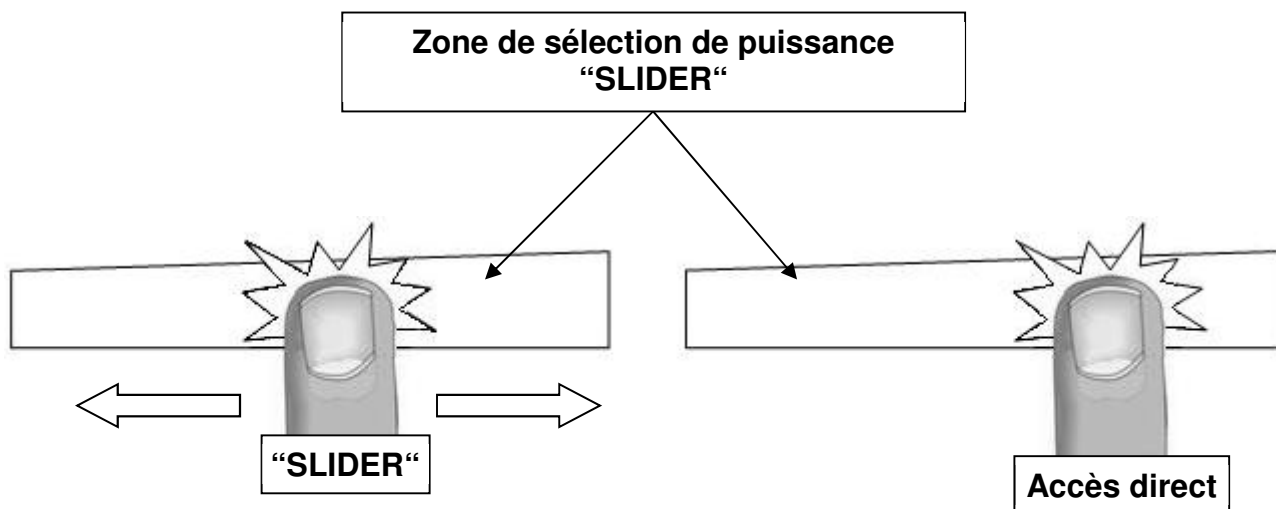 Zone de sélection de puissance
“SLIDER“
“SLIDER“
Accès direct